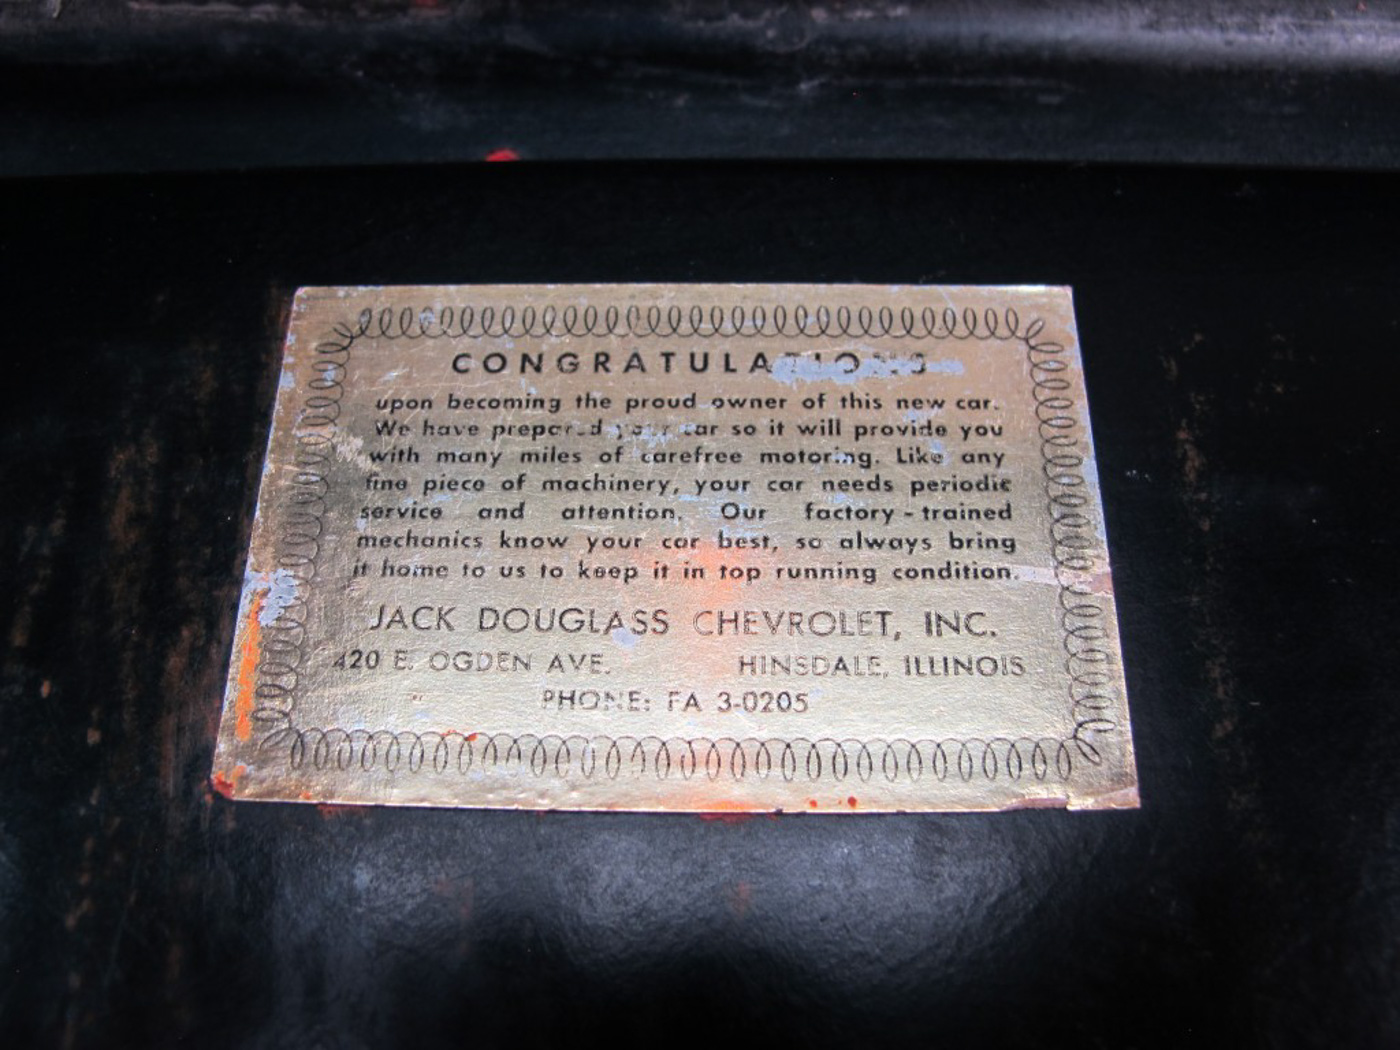 CONGRATULATIONS
upon becoming the proud owner of this new car.
We have prepared your car so it will provide you
with many miles of carefree motoring. Like any
fine piece of machinery, your car needs periodic
service and attention. Our factory-trained
mechanics know your car best, so always bring
it home to us to keep it in top running condition.
JACK DOUGLASS CHEVROLET, INC.
420 E. OGDEN AVE. HINSDALE, ILLINOIS
PHONE: FA 3-0205